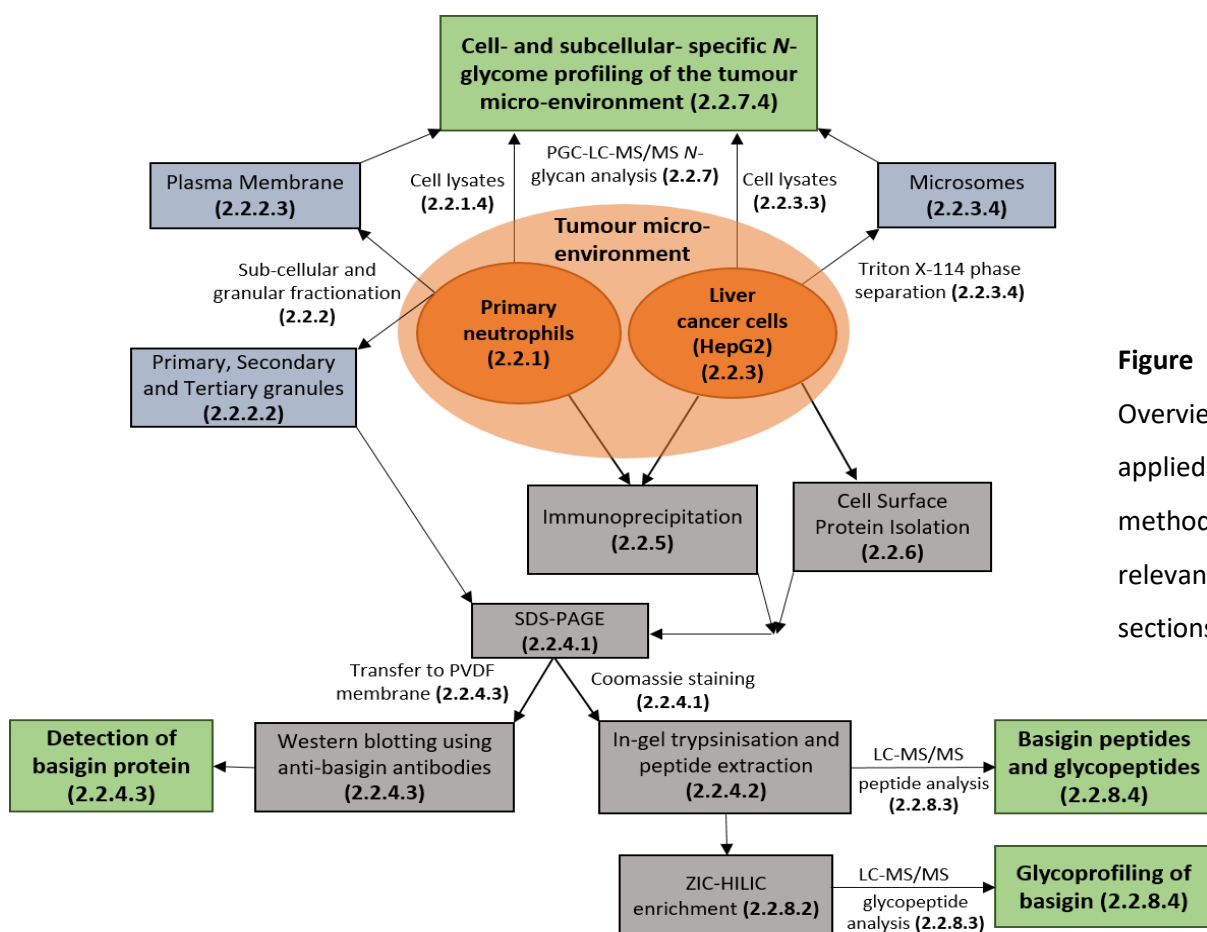 Cell- and subcellular- specific N-
glycome profiling of the tumour
micro-environment (2.2.7.4)
Plasma Membrane
(2.2.2.3)
Cell lysates
(2.2.1.4)
PGC-LC-MS/MS N-
glycan analysis (2.2.7)
Cell lysates
(2.2.3.3)
Microsomes
(2.2.3.4)
Tumour micro-
environment
Sub-cellular and
granular fractionation
(2.2.2)
Triton X-114 phase
separation (2.2.3.4)
Primary
neutrophils
(2.2.1)
Liver
cancer cells
(HepG2)
(2.2.3)
Primary, Secondary
and Tertiary granules
(2.2.2.2)
Figure
Overvie
applied
method
relevan
sections
Immunoprecipitation
(2.2.5)
Cell Surface
Protein Isolation
(2.2.6)
SDS-PAGE
(2.2.4.1)
Transfer to PVDF
membrane (2.2.4.3)
Coomassie staining
(2.2.4.1)
Detection of
basigin protein
(2.2.4.3)
Western blotting using
anti-basigin antibodies
(2.2.4.3)
In-gel trypsinisation and
peptide extraction
(2.2.4.2)
LC-MS/MS
peptide analysis
(2.2.8.3)
Basigin peptides
and glycopeptides
(2.2.8.4)
ZIC-HILIC
enrichment (2.2.8.2)
LC-MS/MS
glycopeptide
analysis (2.2.8.3)
Glycoprofiling of
basigin (2.2.8.4)